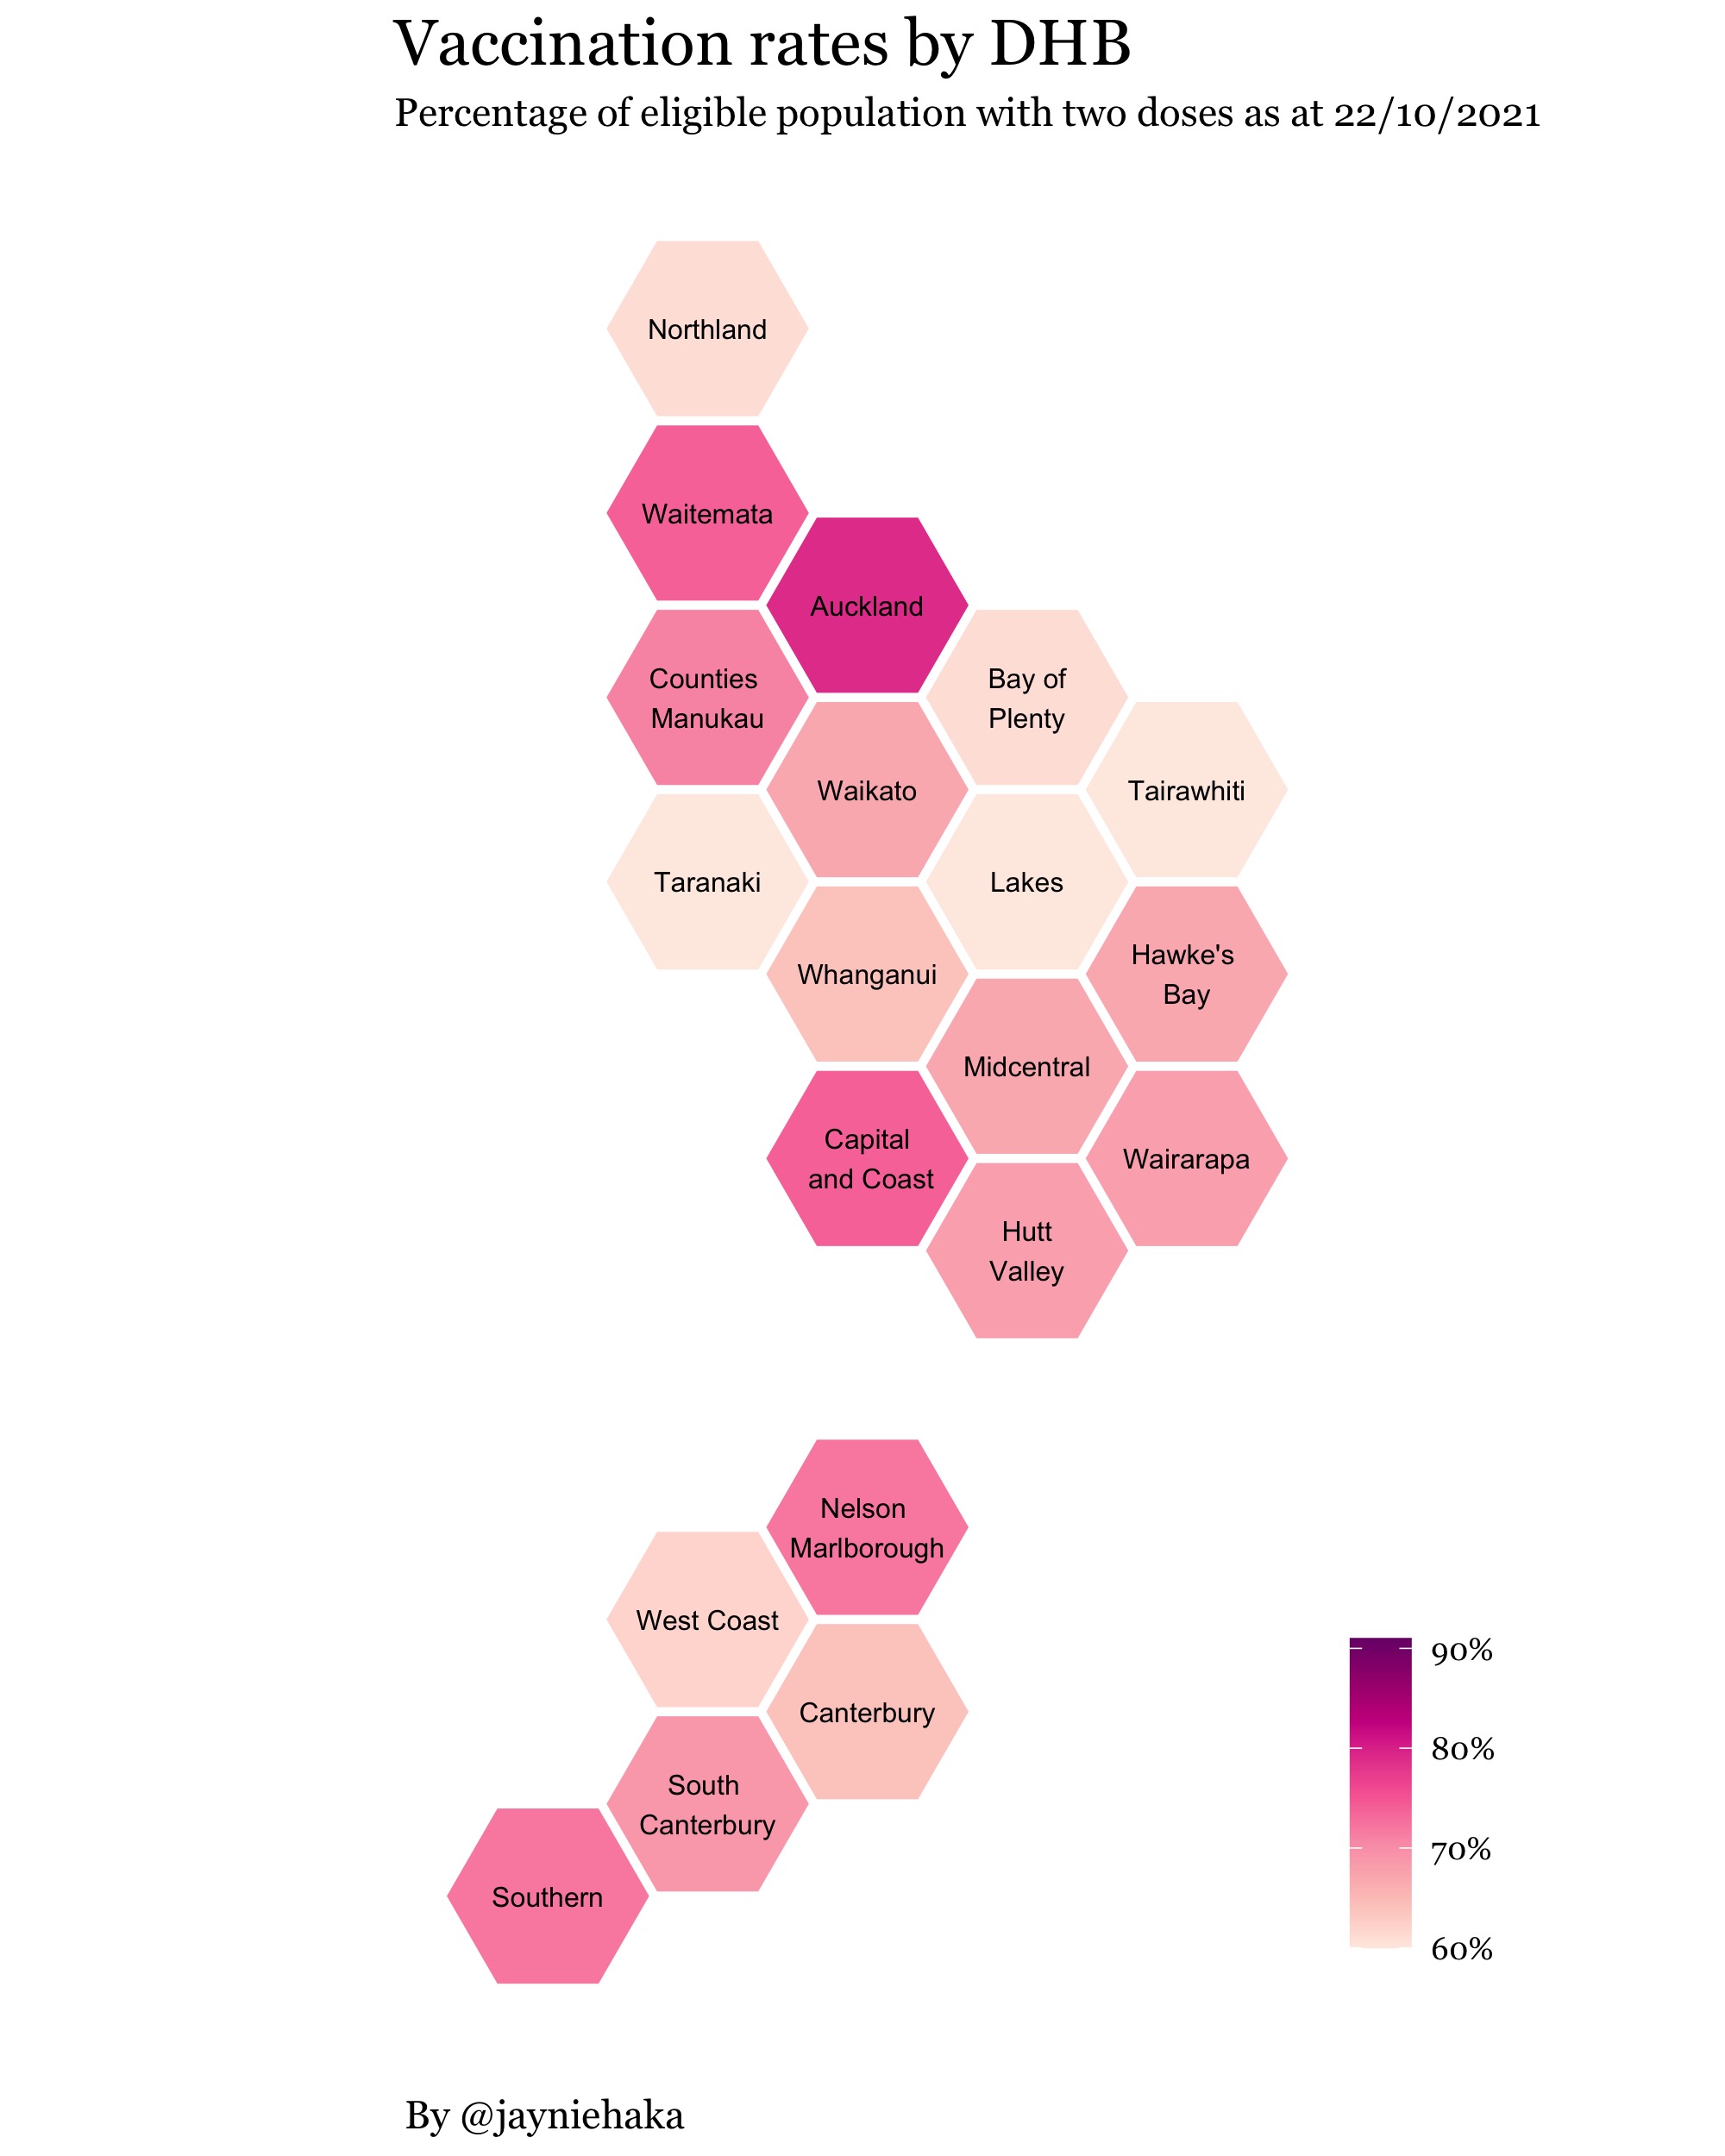 Vaccination rates by DHB
Percentage of eligible population with two doses as at 22/10/2021
Northland
Waitemata
Auckland
Counties
Manukau
Bay of
Plenty
Waikato
Tairawhiti
Taranaki
Lakes
Whanganui
Hawke's
Bay
Midcentral
Capital
and Coast
Wairarapa
Hutt
Valley
Nelson
Marlborough
West Coast
Canterbury
South
Canterbury
Southern
90%
80%
70%
60%
By @jayniehaka